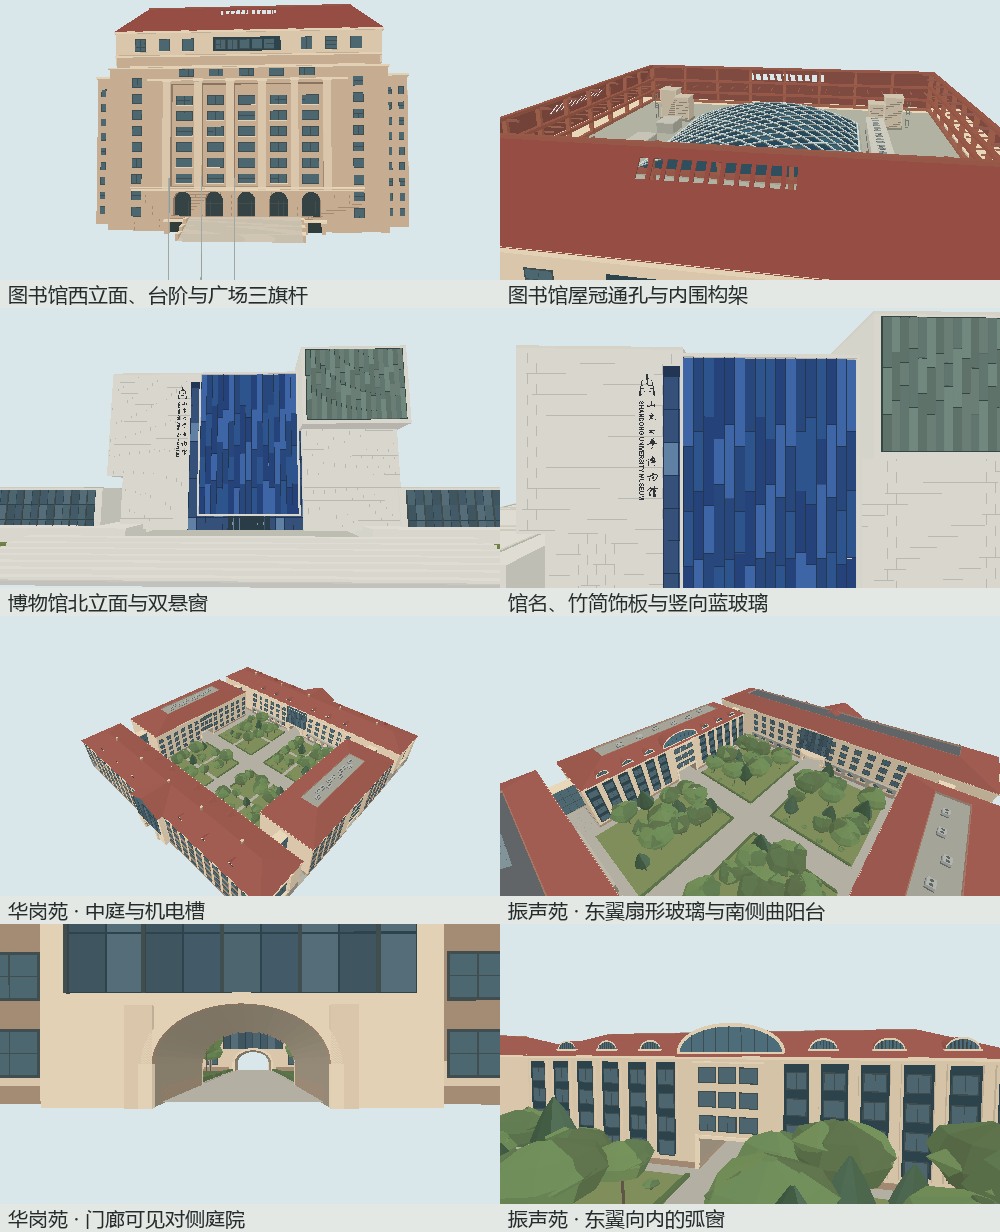 图书馆西立面、台阶与广场三旗杆
图书馆屋冠通孔与内围构架
SHANDONG UNIVERSITY MUSEUM
博物馆北立面与双悬窗
馆名、竹简饰板与竖向蓝玻璃
华岗苑 · 中庭与机电槽
振声苑 · 东翼扇形玻璃与南侧曲阳台
华岗苑 · 门廊可见对侧庭院
振声苑 · 东翼向内的弧窗